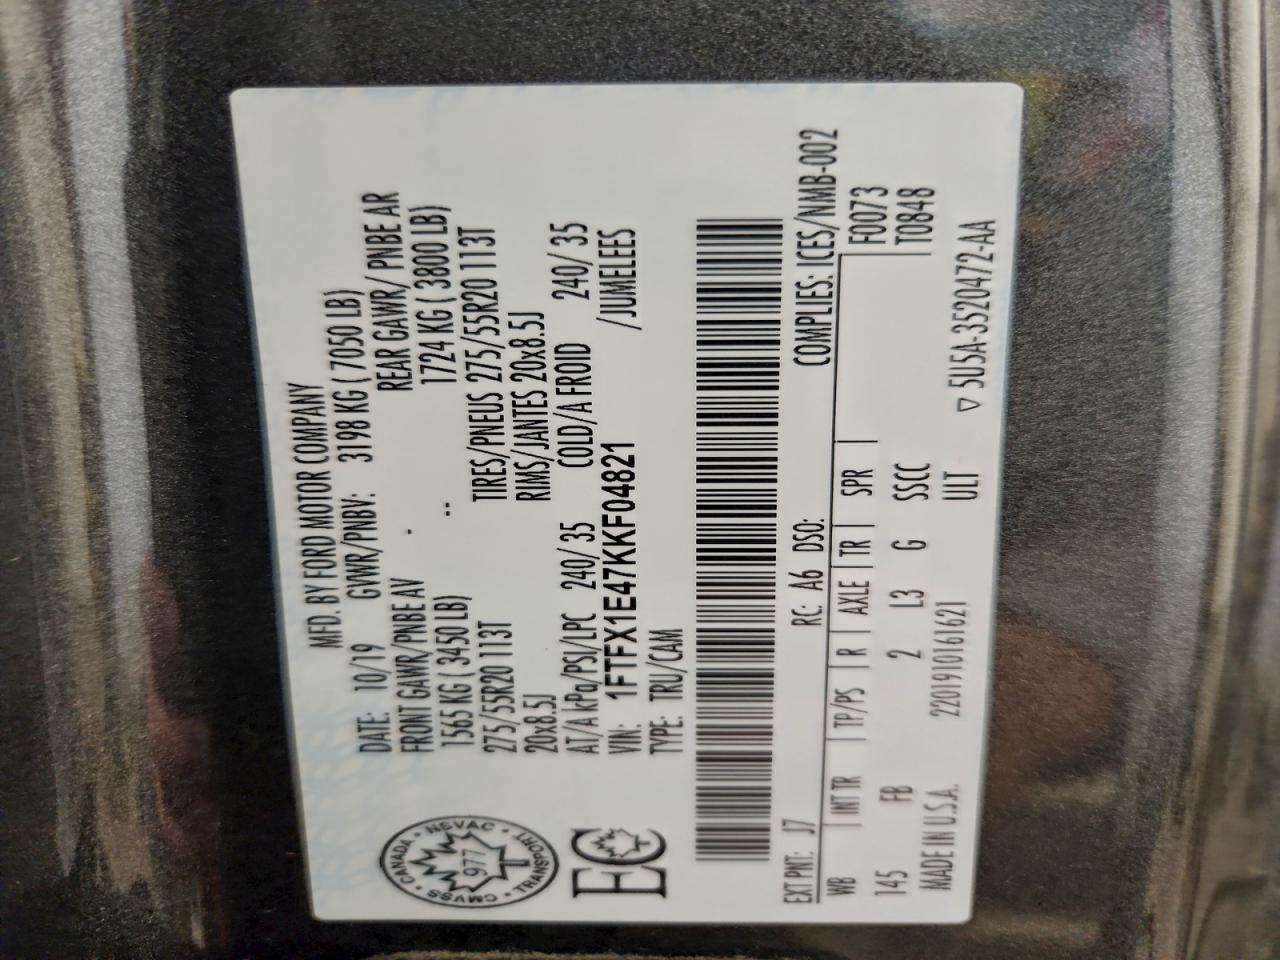 MFD. BY FORD MOTOR COMPANY
DATE: 10/19 GVWR/PNBV: 3198 KG ( 7050 LB)
FRONT GAWR/PNBE AV REAR GAWR/ PNBE AR
1565 KG ( 3450 LB) 1724 KG ( 3800 LB)
275/55R20 113T TIRES/PNEUS 275/55R20 113T
20x8.5J RIMS/JANTES 20x8.5J
AT/A kPa/PSI/LPC 240/ 35 COLD/A FROID 240/ 35
VIN: 1FTFX1E47KKF04821 /JUMELEES
TYPE: TRU/CAM
CANADA • NSVAC • TRANSPORT • CMVSS
977
T
EC
EXT PNT: J7 RC: A6 DSO: COMPLIES: ICES/NMB-002
WB INT TR TP/PS R AXLE TR SPR F0073
145 FB 2 L3 G SSCC T0848
MADE IN U.S.A. 2201910161621 ULT ▽ 5U5A-3520472-AA